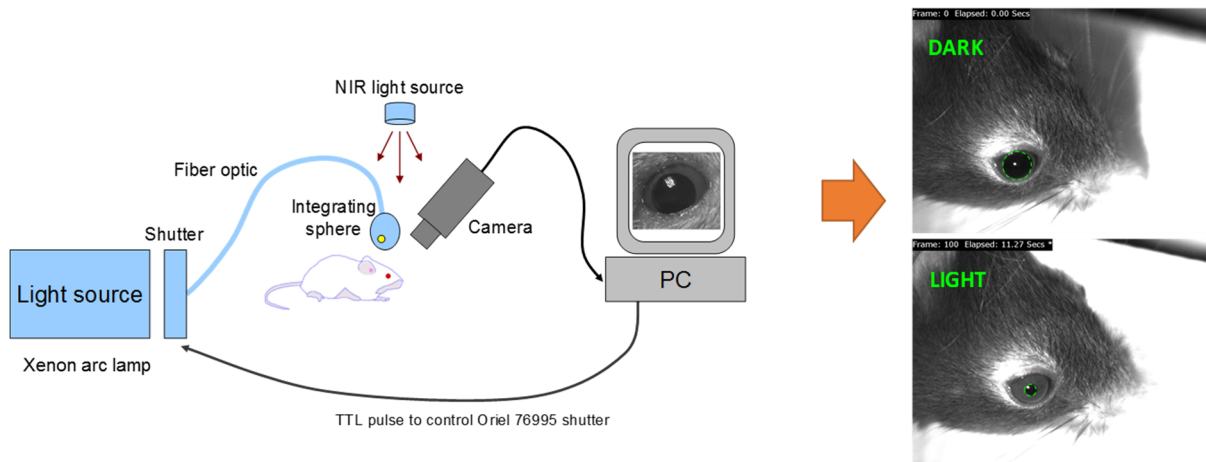 NIR light source
Fiber optic
Integrating
sphere
Shutter
Camera
Light source
PC
Xenon arc lamp
TTL pulse to control Oriel 76995 shutter
Frame: 0 Elapsed: 0.00 Secs
DARK
Frame: 100 Elapsed: 11.27 Secs *
LIGHT